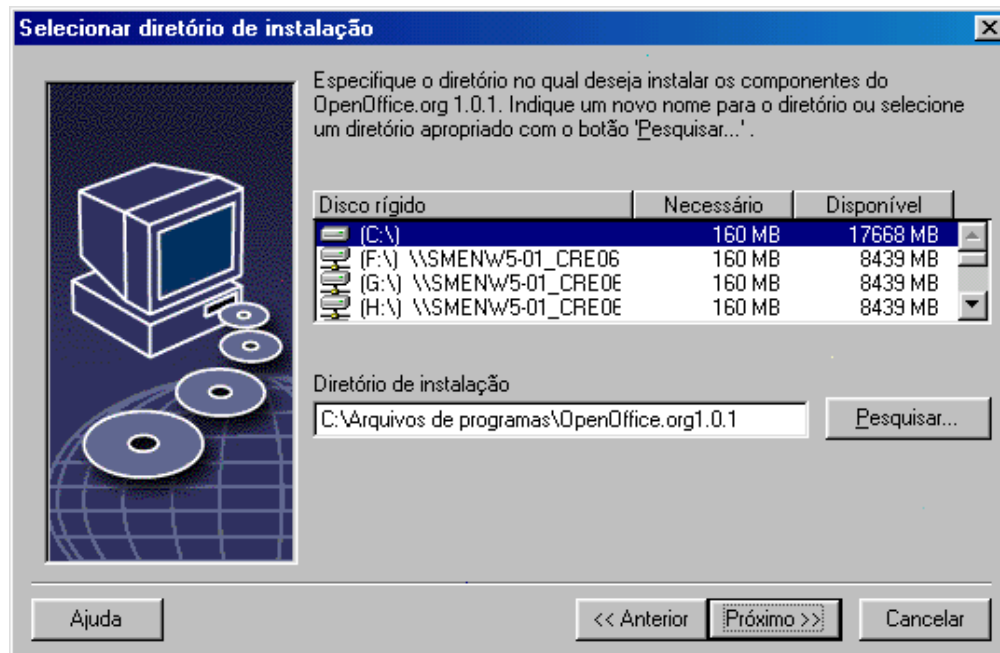 Selecionar diretório de instalação
Especifique o diretório no qual deseja instalar os componentes do
OpenOffice.org 1.0.1. Indique um novo nome para o diretório ou selecione
um diretório apropriado com o botão 'Pesquisar...' .
Disco rígido Necessário Disponível
(C:\) 160 MB 17668 MB
(F:\) \\SMENW5-01_CRE06 160 MB 8439 MB
(G:\) \\SMENW5-01_CRE06 160 MB 8439 MB
(H:\) \\SMENW5-01_CRE06 160 MB 8439 MB
Diretório de instalação
C:\Arquivos de programas\OpenOffice.org1.0.1 Pesquisar...
Ajuda << Anterior Próximo >> Cancelar